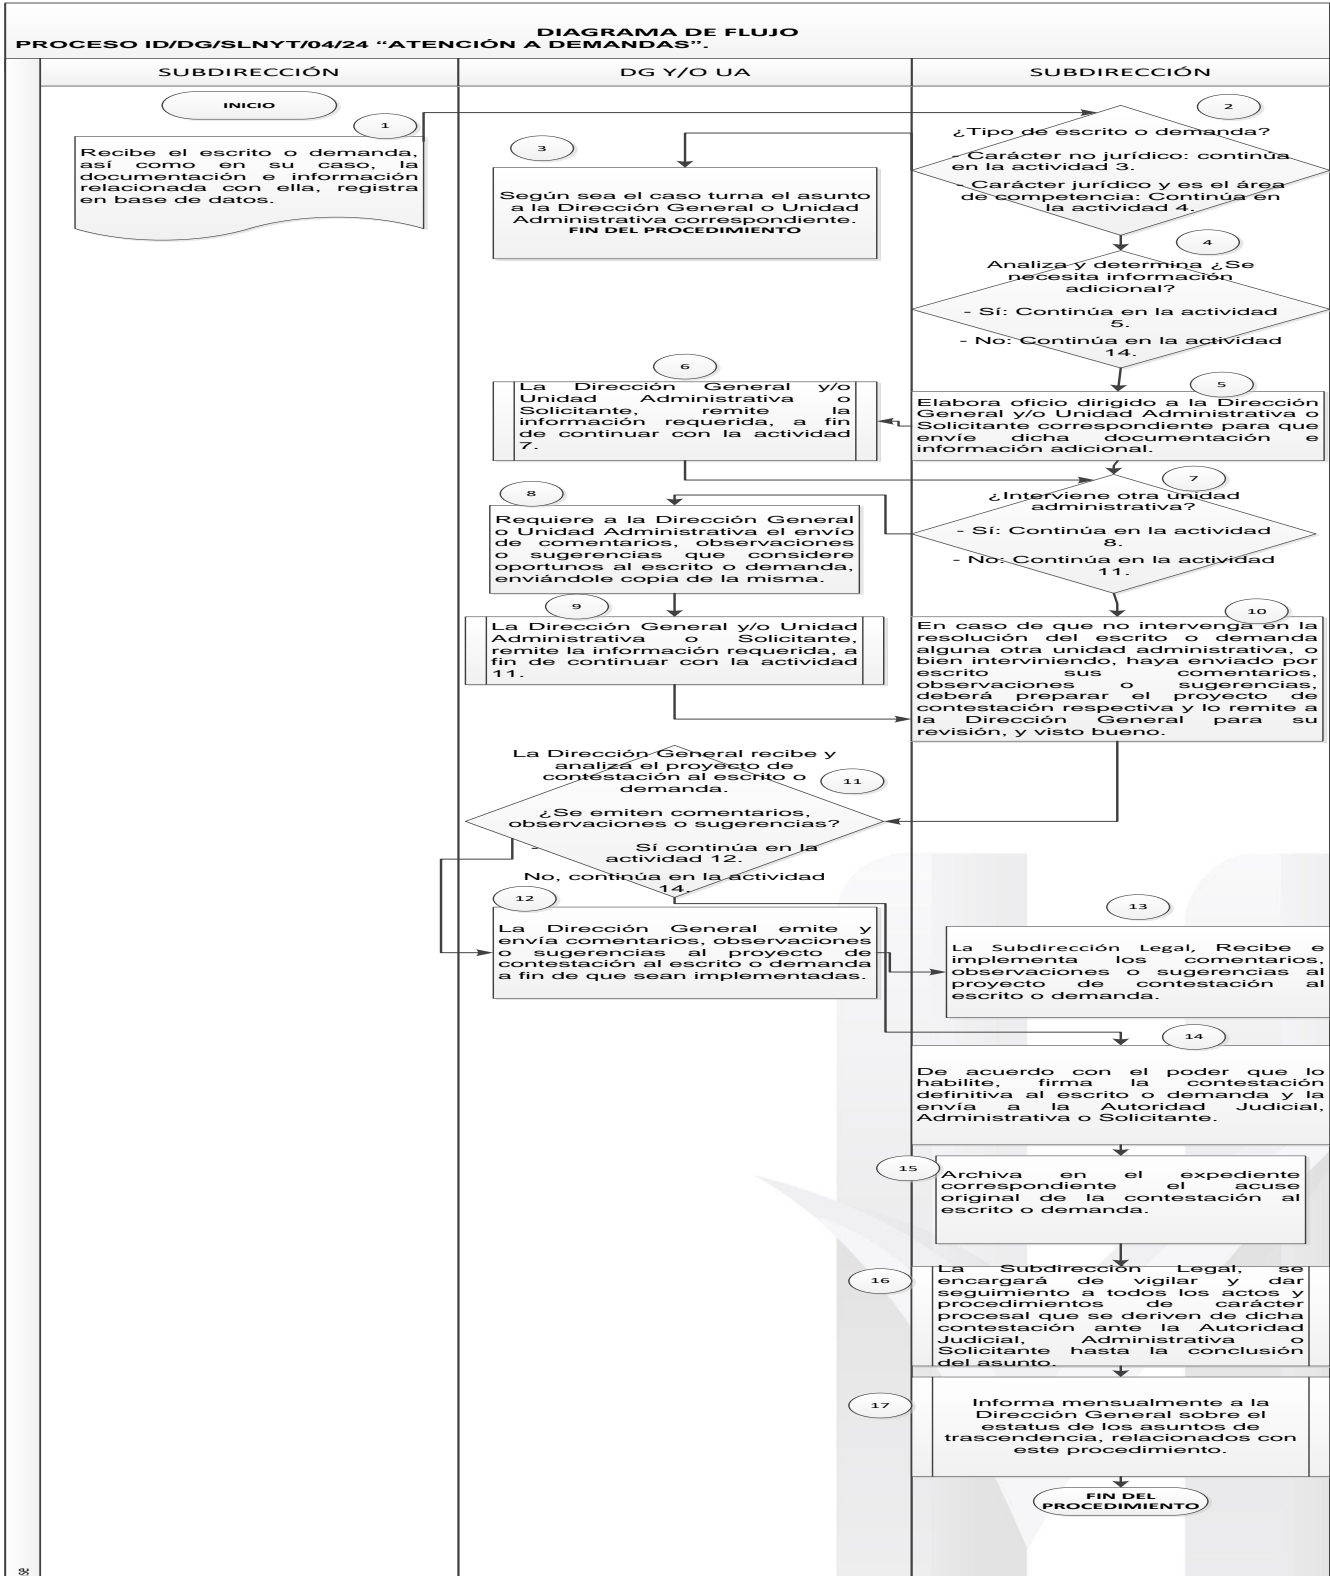 DIAGRAMA DE FLUJO
PROCESO ID/DG/SLNYT/04/24 “ATENCIÓN A DEMANDAS”.
SUBDIRECCIÓN
DG Y/O UA
SUBDIRECCIÓN
INICIO
1
Recibe el escrito o demanda,
así como en su caso, la
documentación e información
relacionada con ella, registra
en base de datos.
2
¿Tipo de escrito o demanda?
- Carácter no jurídico: continúa
en la actividad 3.
- Carácter jurídico y es el área
de competencia: Continúa en
la actividad 4.
3
Según sea el caso turna el asunto
a la Dirección General o Unidad
Administrativa correspondiente.
FIN DEL PROCEDIMIENTO
4
Analiza y determina ¿Se
necesita información
adicional?
- Sí: Continúa en la actividad
5.
- No: Continúa en la actividad
14.
5
Elabora oficio dirigido a la Dirección
General y/o Unidad Administrativa o
Solicitante correspondiente para que
envíe dicha documentación e
información adicional.
6
La Dirección General y/o
Unidad Administrativa o
Solicitante, remite la
información requerida, a fin
de continuar con la actividad
7.
7
¿Interviene otra unidad
administrativa?
- Sí: Continúa en la actividad
8.
- No: Continúa en la actividad
11.
8
Requiere a la Dirección General
o Unidad Administrativa el envío
de comentarios, observaciones
o sugerencias que considere
oportunos al escrito o demanda,
enviándole copia de la misma.
9
La Dirección General y/o Unidad
Administrativa o Solicitante,
remite la información requerida, a
fin de continuar con la actividad
11.
10
En caso de que no intervenga en la
resolución del escrito o demanda
alguna otra unidad administrativa, o
bien interviniendo, haya enviado por
escrito sus comentarios,
observaciones o sugerencias,
deberá preparar el proyecto de
contestación respectiva y lo remite a
la Dirección General para su
revisión, y visto bueno.
La Dirección General recibe y
analiza el proyecto de
contestación al escrito o
demanda.
11
¿Se emiten comentarios,
observaciones o sugerencias?
- Sí continúa en la
actividad 12.
No, continúa en la actividad
14.
12
La Dirección General emite y
envía comentarios, observaciones
o sugerencias al proyecto de
contestación al escrito o demanda
a fin de que sean implementadas.
13
La Subdirección Legal, Recibe e
implementa los comentarios,
observaciones o sugerencias al
proyecto de contestación al
escrito o demanda.
14
De acuerdo con el poder que lo
habilite, firma la contestación
definitiva al escrito o demanda y la
envía a la Autoridad Judicial,
Administrativa o Solicitante.
15
Archiva en el expediente
correspondiente el acuse
original de la contestación al
escrito o demanda.
16
La Subdirección Legal, se
encargará de vigilar y dar
seguimiento a todos los actos y
procedimientos de carácter
procesal que se deriven de dicha
contestación ante la Autoridad
Judicial, Administrativa o
Solicitante hasta la conclusión
del asunto.
17
Informa mensualmente a la
Dirección General sobre el
estatus de los asuntos de
trascendencia, relacionados con
este procedimiento.
FIN DEL
PROCEDIMIENTO